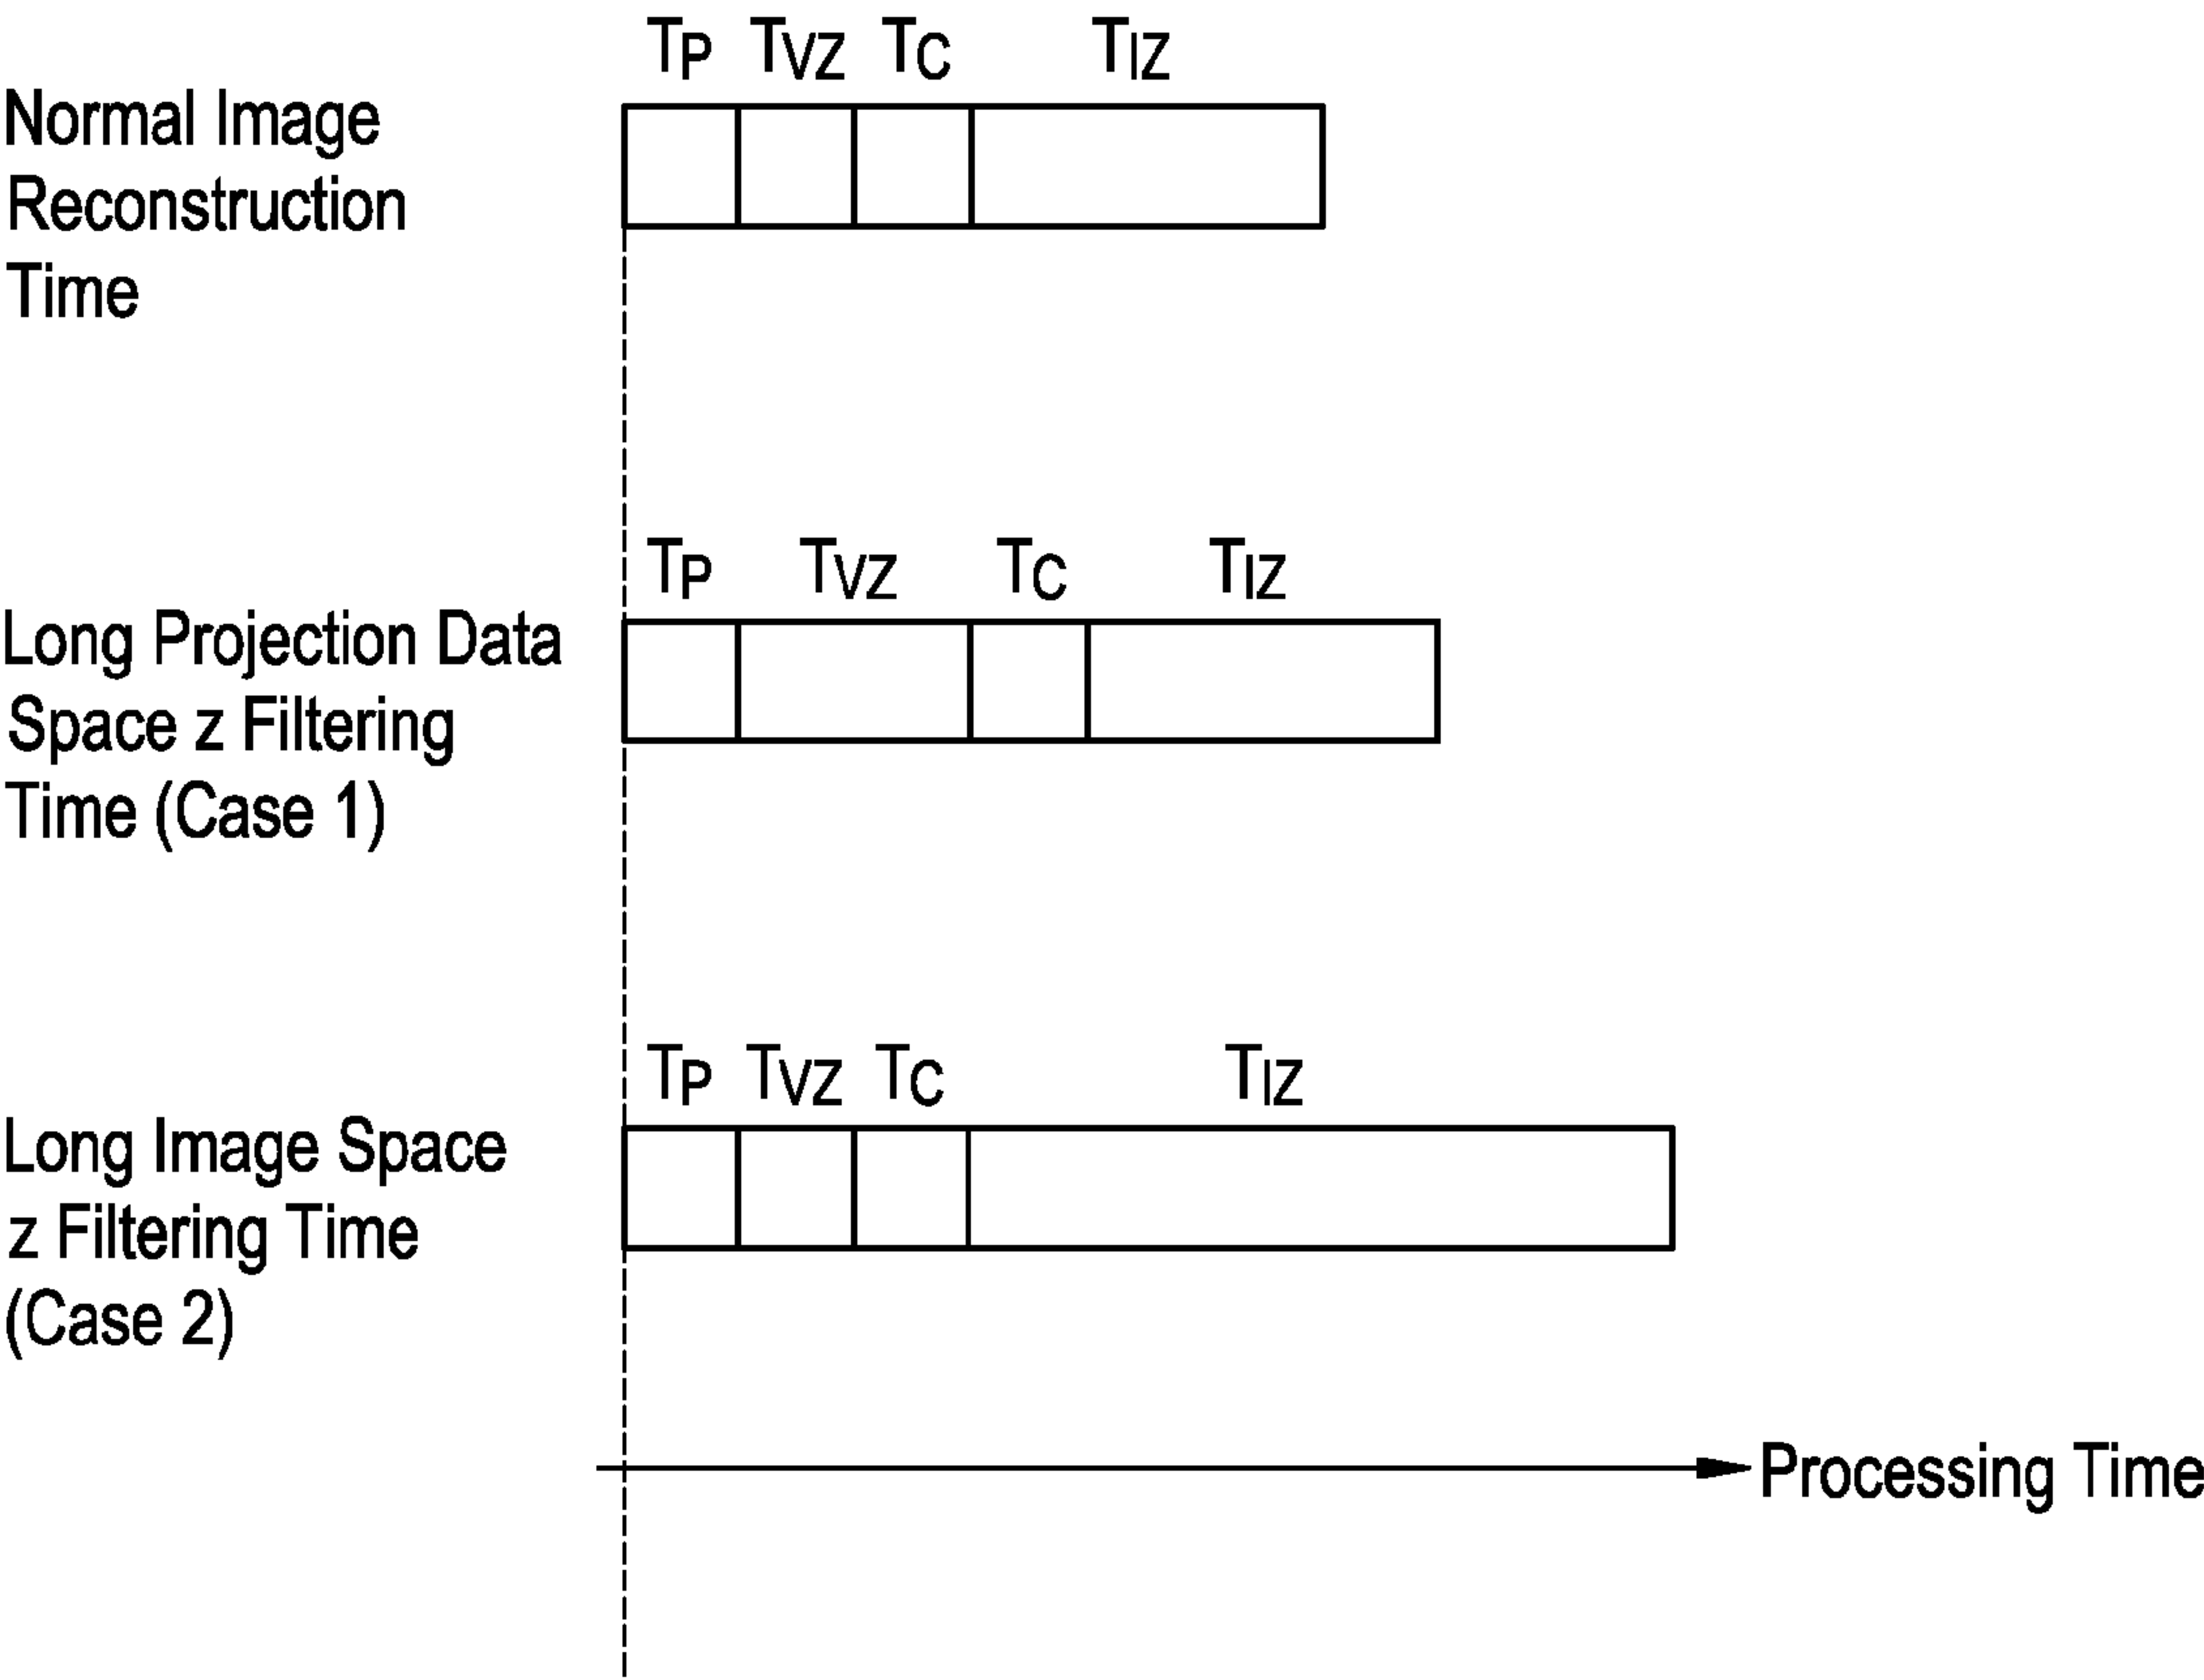 TP TVZ TC TIZ
Normal Image
Reconstruction
Time
TP TVZ TC TIZ
Long Projection Data
Space z Filtering
Time (Case 1)
TP TVZ TC TIZ
Long Image Space
z Filtering Time
(Case 2)
Processing Time